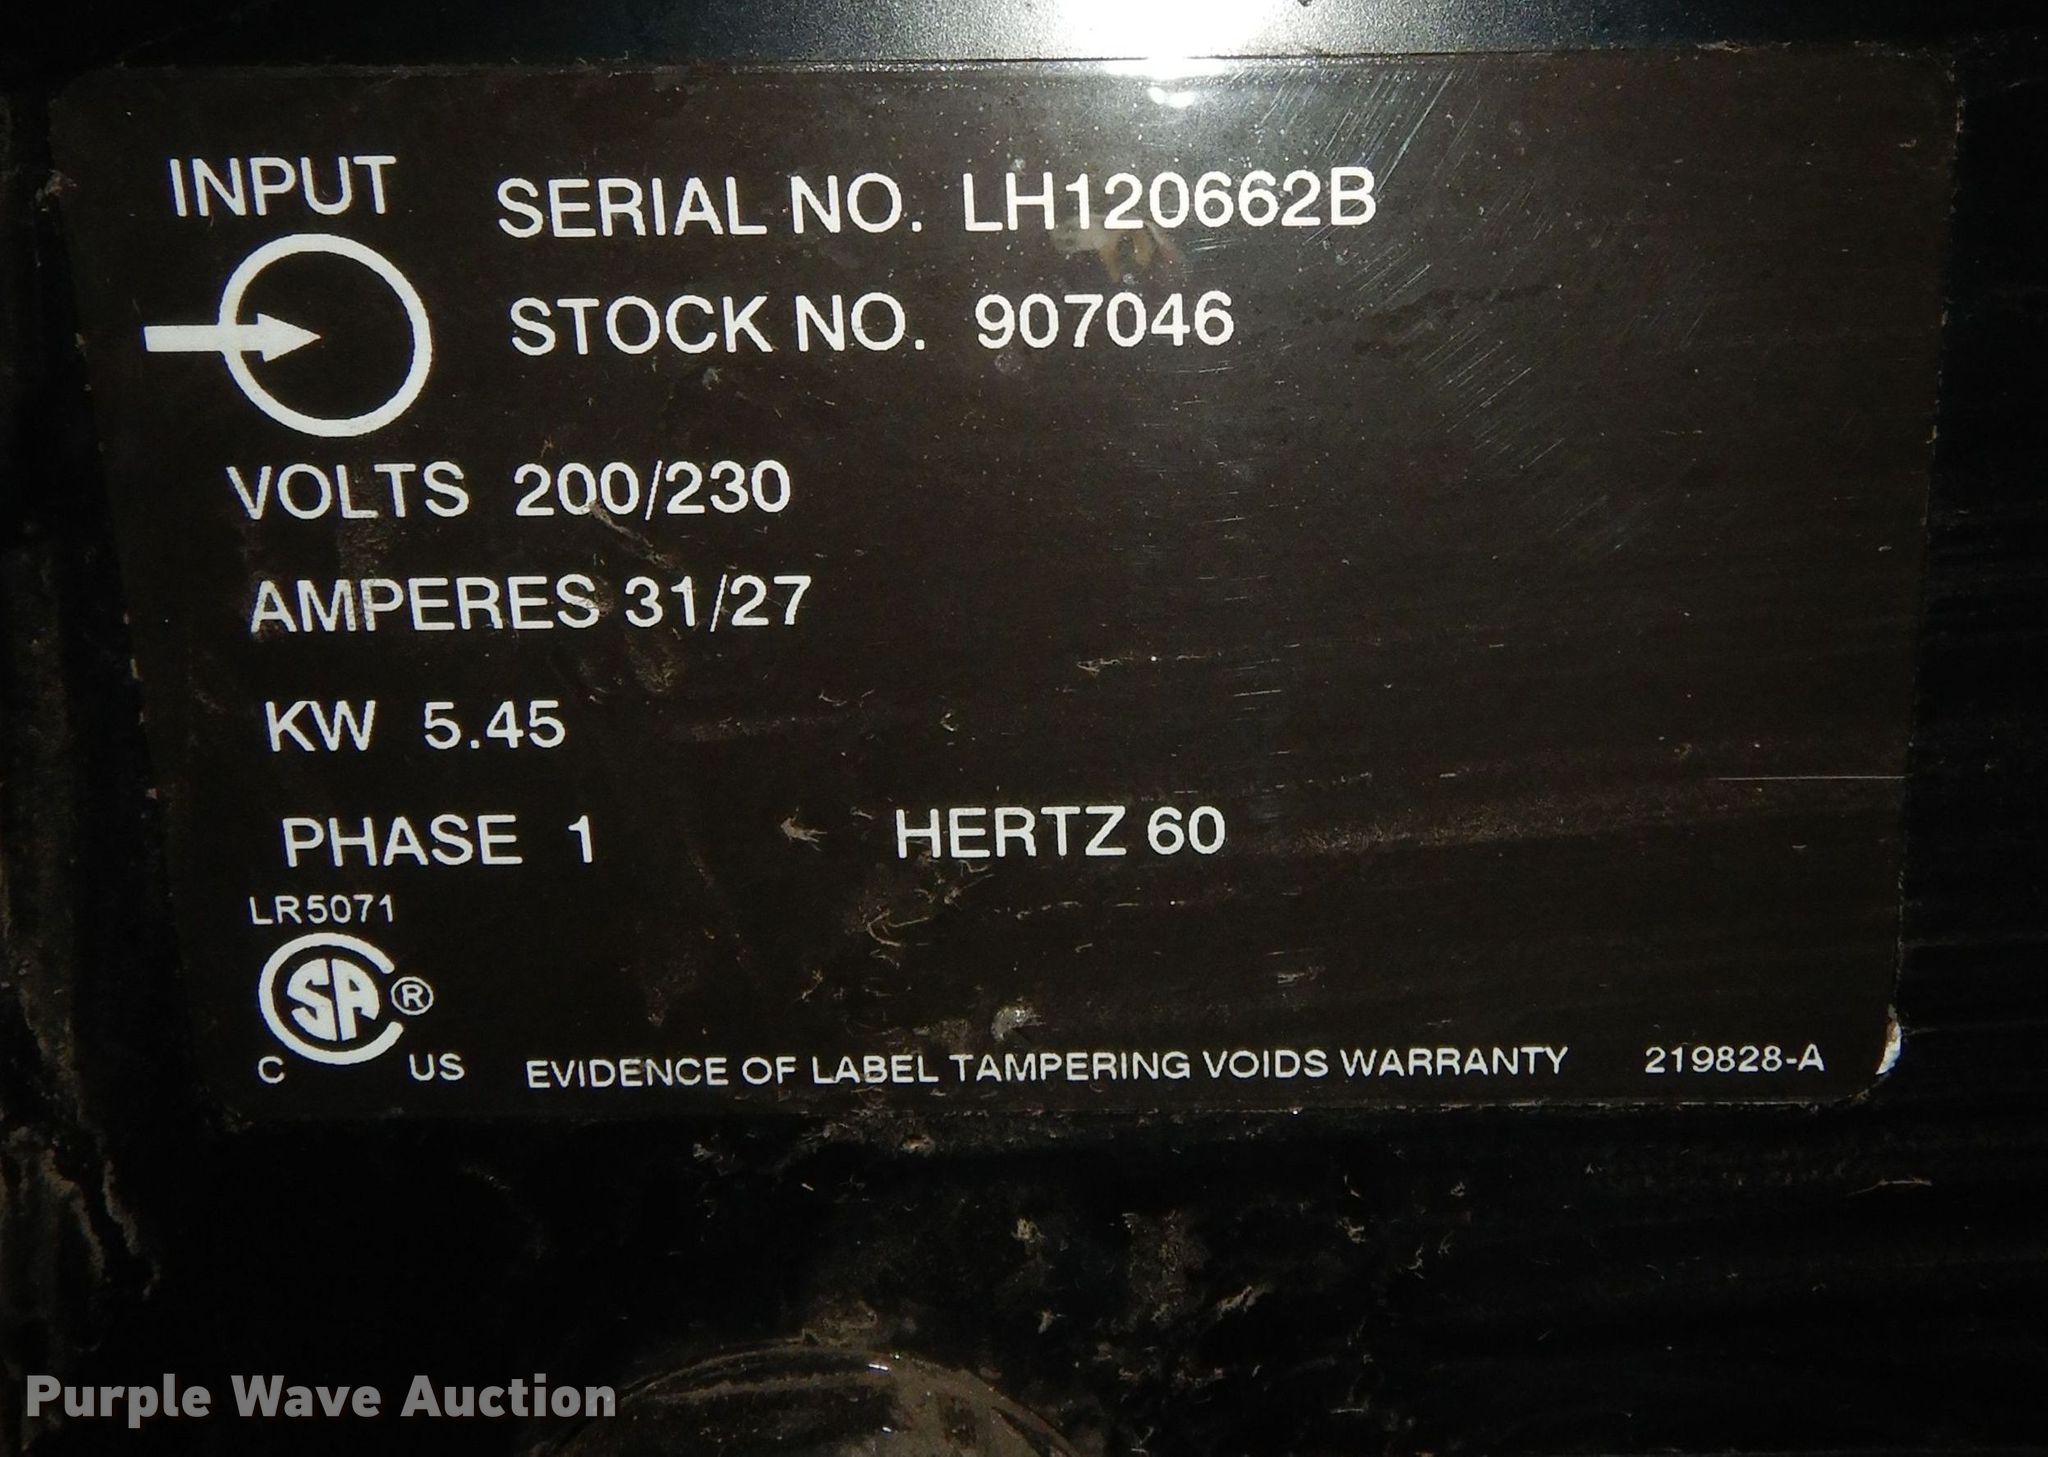 INPUT
SERIAL NO. LH120662B
STOCK NO. 907046
VOLTS 200/230
AMPERES 31/27
KW 5.45
PHASE 1 HERTZ 60
LR5071
SA ®
C US
EVIDENCE OF LABEL TAMPERING VOIDS WARRANTY 219828-A
Purple Wave Auction